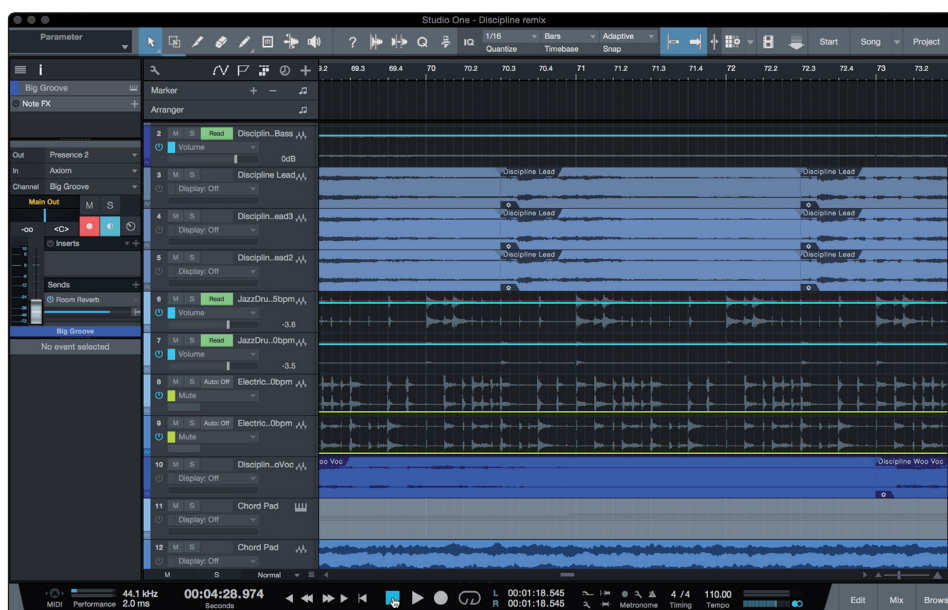 Studio One - Discipline remix
Parameter
? IQ 1/16 Bars Adaptive Start Song Project
Quantize Timebase Snap
i 3.2 69.3 69.4 70 70.2 70.3 70.4 71 71.2 71.3 71.4 72 72.2 72.3 72.4 73 73.2
Big Groove Marker
Note FX Arranger
2 M S Read Disciplin..Bass
Volume
0dB
Out Presence 2 3 M S Discipline Lead Discipline Lead Discipline Lead
In Axiom Display: Off
Channel Big Groove
Main Out M S 4 M S Disciplin..ead3 Discipline Lead Discipline Lead
-oo <C> Display: Off
Inserts
5 M S Disciplin..ead2 Discipline Lead Discipline Lead
Display: Off
Sends
Room Reverb 6 M S Read JazzDru..5bpm
Volume
-3.6
Big Groove
No event selected 7 M S Read JazzDru..0bpm
Volume
-3.5
8 M S Auto: Off Electric..0bpm
Mute
9 M S Auto: Off Electric..0bpm
Mute
10 M S Disciplin..oVoc oo Voc Discipline Woo Voc
Display: Off
11 M S Chord Pad
Display: Off
12 M S Chord Pad
Display: Off
M S Normal
MIDI Performance 44.1 kHz 2.0 ms 00:04:28.974 Seconds L 00:01:18.545 R 00:01:18.545 Metronome 4 / 4 Timing 110.00 Tempo Edit Mix Brows